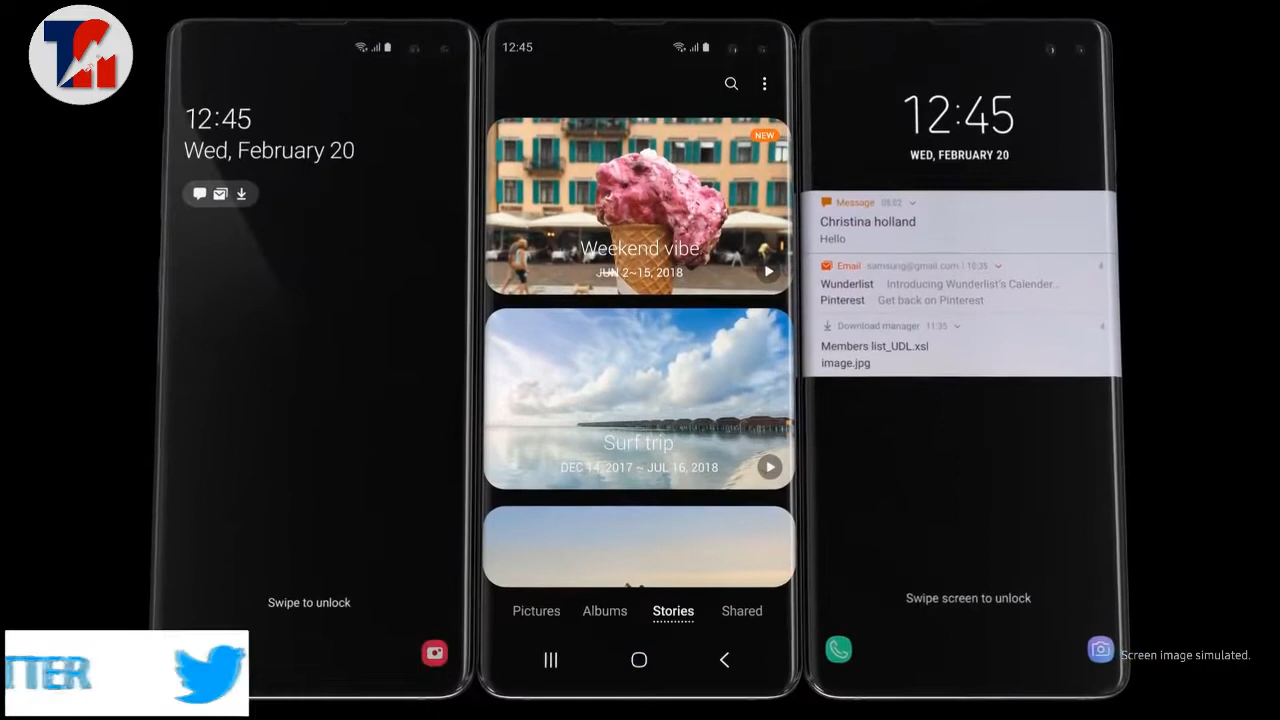 12:45
Wed, February 20
Swipe to unlock
12:45
NEW
Weekend vibe
JUN 2~15, 2018
Surf trip
DEC 14, 2017 ~ JUL 16, 2018
Pictures
Albums
Stories
Shared
12:45
WED, FEBRUARY 20
Message 08:02
Christina holland
Hello
Email samsung@gmail.com | 10:35
Wunderlist Introducing Wunderlist's Calender...
Pinterest Get back on Pinterest
Download manager 11:35
Members list_UDL.xsl
image.jpg
Swipe screen to unlock
Screen image simulated.
TTER